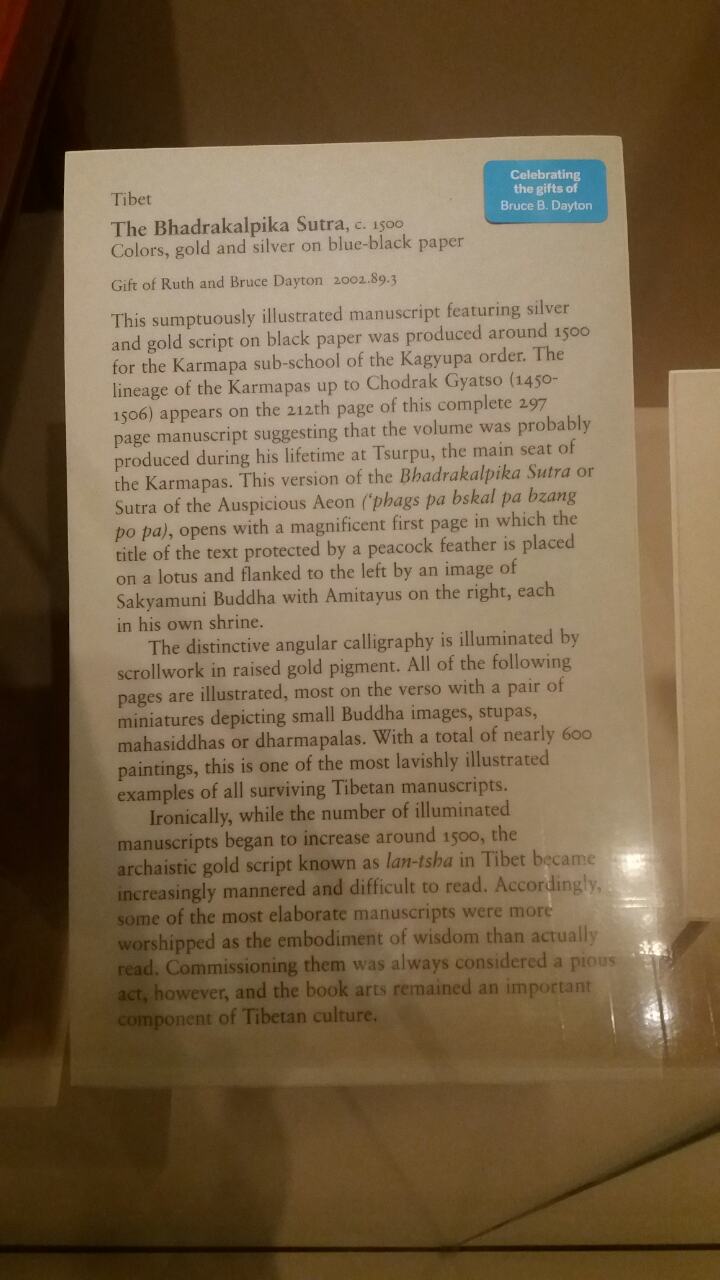 Celebrating
the gifts of
Bruce B. Dayton
Tibet
The Bhadrakalpika Sutra, c. 1500
Colors, gold and silver on blue-black paper
Gift of Ruth and Bruce Dayton 2002.89.3
This sumptuously illustrated manuscript featuring silver
and gold script on black paper was produced around 1500
for the Karmapa sub-school of the Kagyupa order. The
lineage of the Karmapas up to Chodrak Gyatso (1450-
1506) appears on the 212th page of this complete 297
page manuscript suggesting that the volume was probably
produced during his lifetime at Tsurpu, the main seat of
the Karmapas. This version of the Bhadrakalpika Sutra or
Sutra of the Auspicious Aeon ('phags pa bskal pa bzang
po pa), opens with a magnificent first page in which the
title of the text protected by a peacock feather is placed
on a lotus and flanked to the left by an image of
Sakyamuni Buddha with Amitayus on the right, each
in his own shrine.
The distinctive angular calligraphy is illuminated by
scrollwork in raised gold pigment. All of the following
pages are illustrated, most on the verso with a pair of
miniatures depicting small Buddha images, stupas,
mahasiddhas or dharmapalas. With a total of nearly 600
paintings, this is one of the most lavishly illustrated
examples of all surviving Tibetan manuscripts.
Ironically, while the number of illuminated
manuscripts began to increase around 1500, the
archaistic gold script known as lan-tsha in Tibet became
increasingly mannered and difficult to read. Accordingly,
some of the most elaborate manuscripts were more
worshipped as the embodiment of wisdom than actually
read. Commissioning them was always considered a pious
act, however, and the book arts remained an important
component of Tibetan culture.